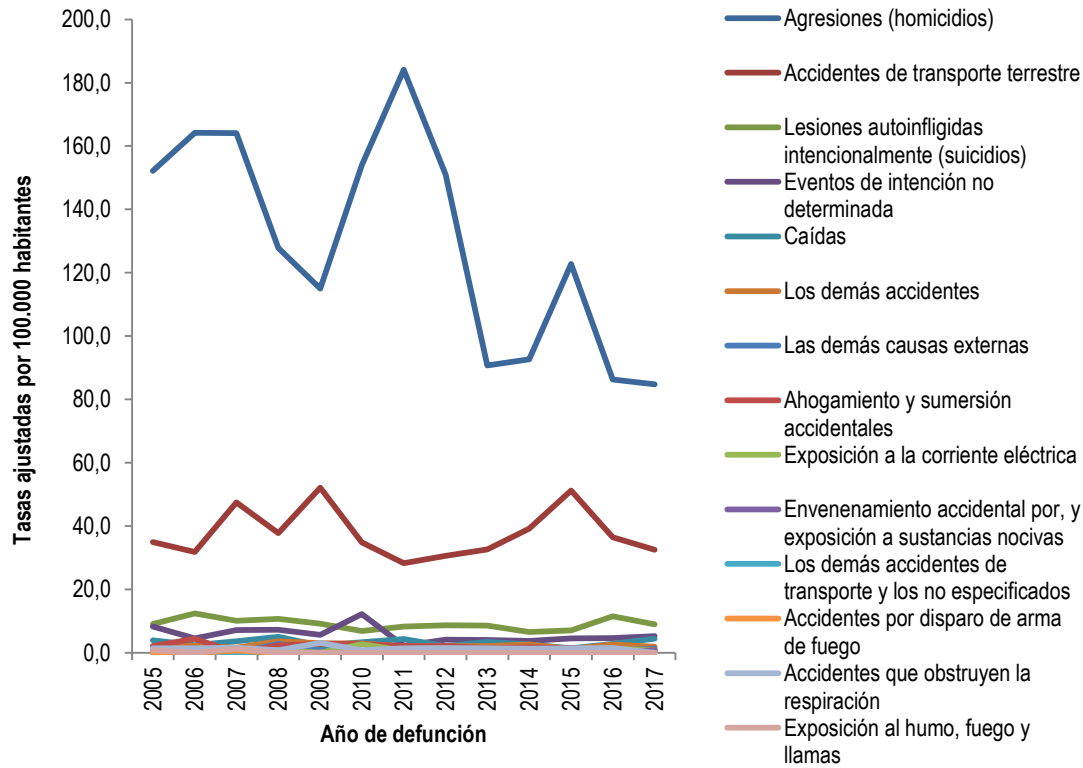 Tasas ajustadas por 100.000 habitantes
200,0
180,0
160,0
140,0
120,0
100,0
80,0
60,0
40,0
20,0
0,0
2005
2006
2007
2008
2009
2010
2011
2012
2013
2014
2015
2016
2017
Año de defunción
Agresiones (homicidios)
Accidentes de transporte terrestre
Lesiones autoinfligidas
intencionalmente (suicidios)
Eventos de intención no
determinada
Caídas
Los demás accidentes
Las demás causas externas
Ahogamiento y sumersión
accidentales
Exposición a la corriente eléctrica
Envenenamiento accidental por, y
exposición a sustancias nocivas
Los demás accidentes de
transporte y los no especificados
Accidentes por disparo de arma
de fuego
Accidentes que obstruyen la
respiración
Exposición al humo, fuego y
llamas